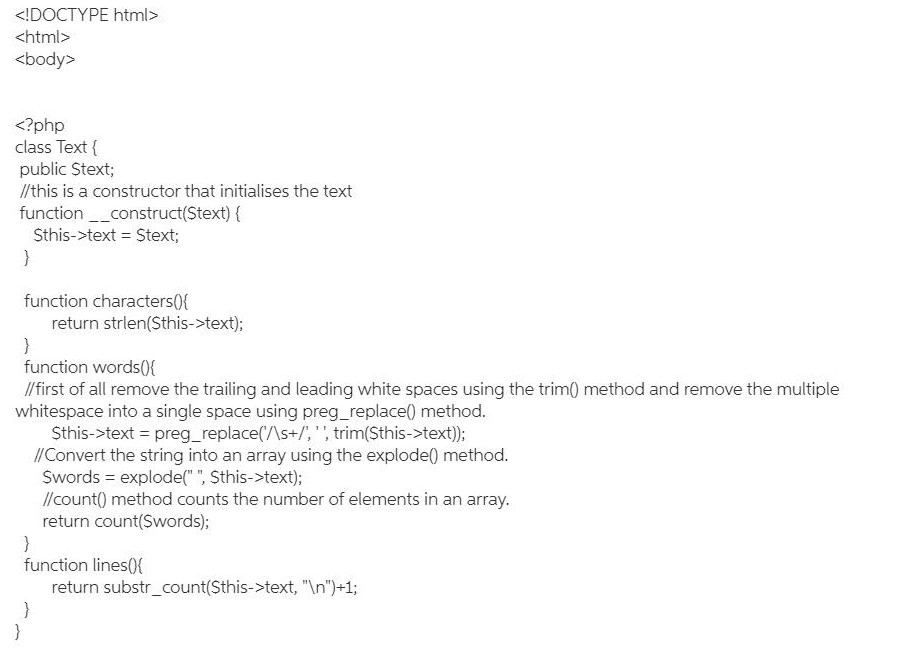 <!DOCTYPE html>
<html>
<body>
<?php
class Text {
public $text;
//this is a constructor that initialises the text
function __construct($text) {
$this->text = $text;
}
function characters(){
return strlen($this->text);
}
function words(){
//first of all remove the trailing and leading white spaces using the trim() method and remove the multiple
whitespace into a single space using preg_replace() method.
$this->text = preg_replace('/\s+/', ' ', trim($this->text));
//Convert the string into an array using the explode() method.
$words = explode(" ", $this->text);
//count() method counts the number of elements in an array.
return count($words);
}
function lines(){
return substr_count($this->text, "\n")+1;
}
}